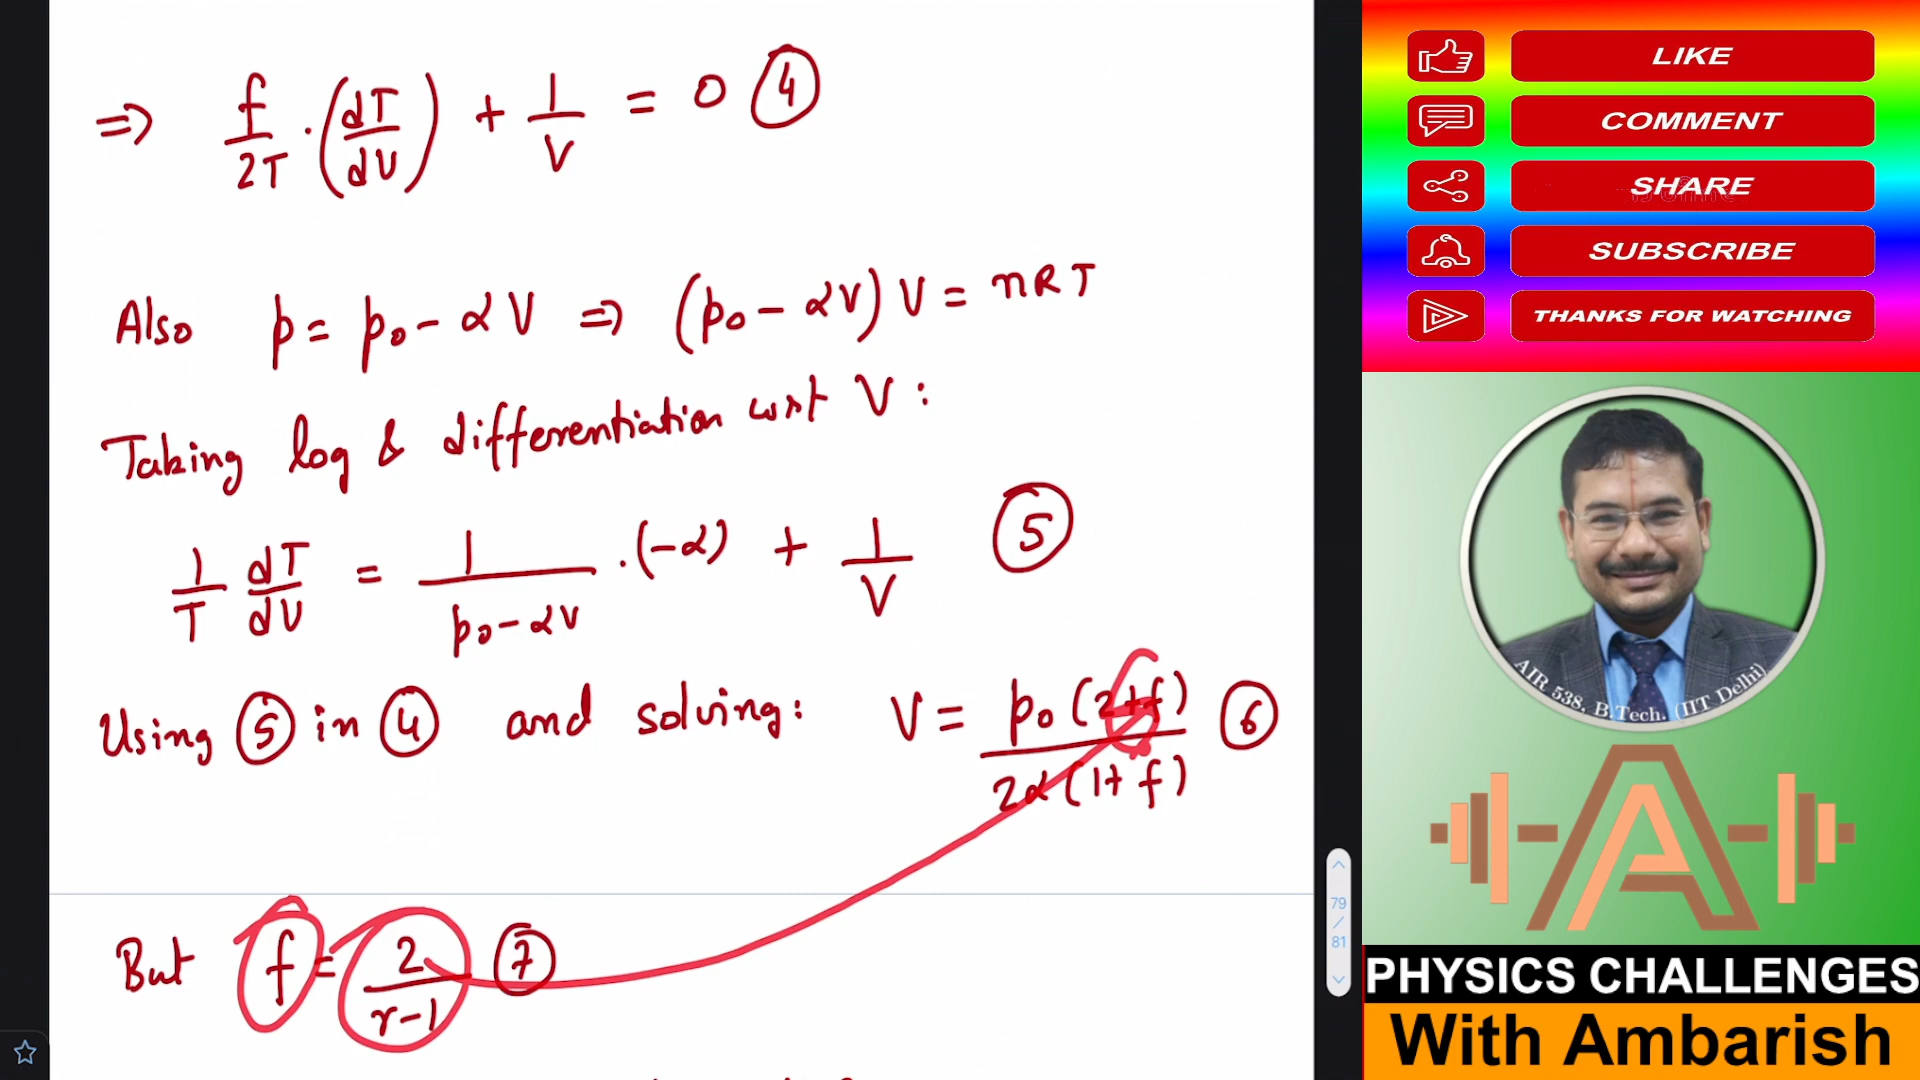 ⇒ f/2T · (dT/dV) + 1/V = 0 ④
Also p = p₀ - αV ⇒ (p₀ - αV) V = nRT
Taking log & differentiation wrt V :
1/T dT/dV = 1/(p₀ - αV) · (-α) + 1/V ⑤
Using ⑤ in ④ and solving: V = p₀(2+f)/2α(1+f) ⑥
But f = 2/(r-1) ⑦
79
/
81
LIKE
COMMENT
SHARE
SUBSCRIBE
THANKS FOR WATCHING
AIR 538, B.Tech. (IIT Delhi)
A
PHYSICS CHALLENGES
With Ambarish